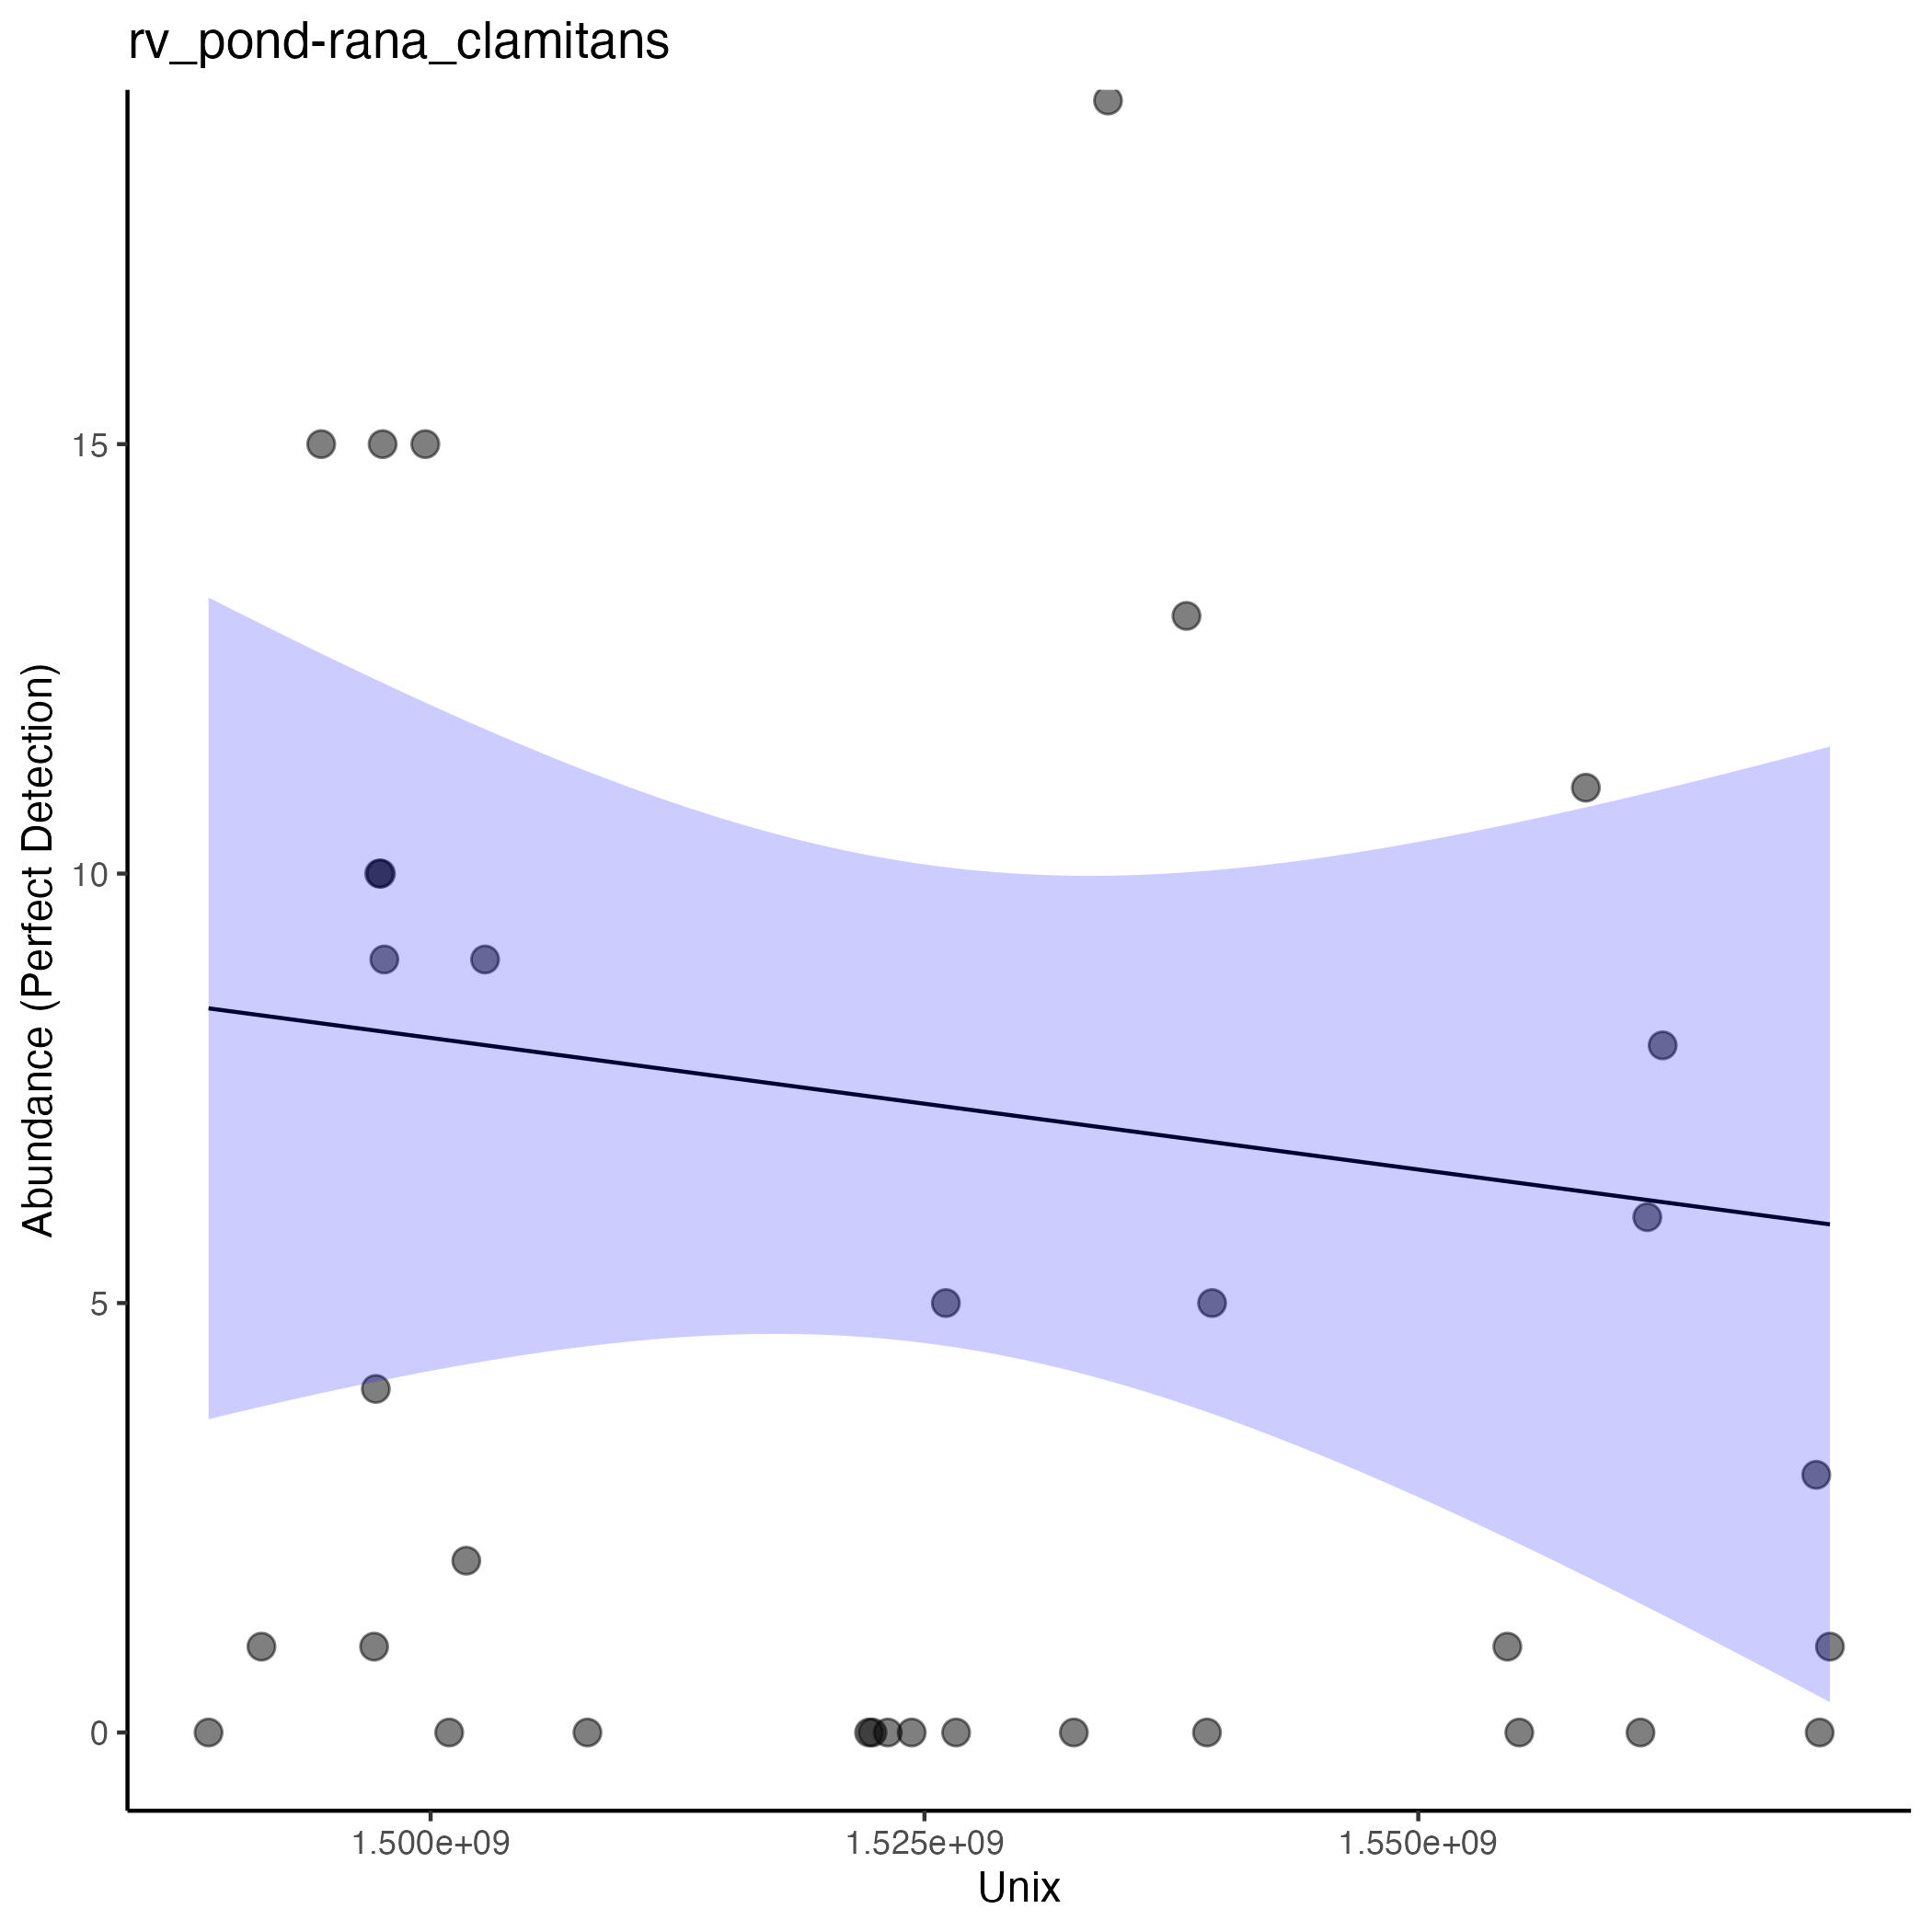 rv_pond-rana_clamitans
Abundance (Perfect Detection)
15
10
5
0
1.500e+09
1.525e+09
1.550e+09
Unix